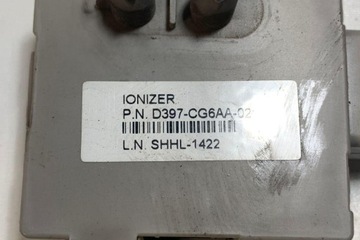 IONIZER
P.N. D397-CG6AA-02
L.N. SHHL-1422